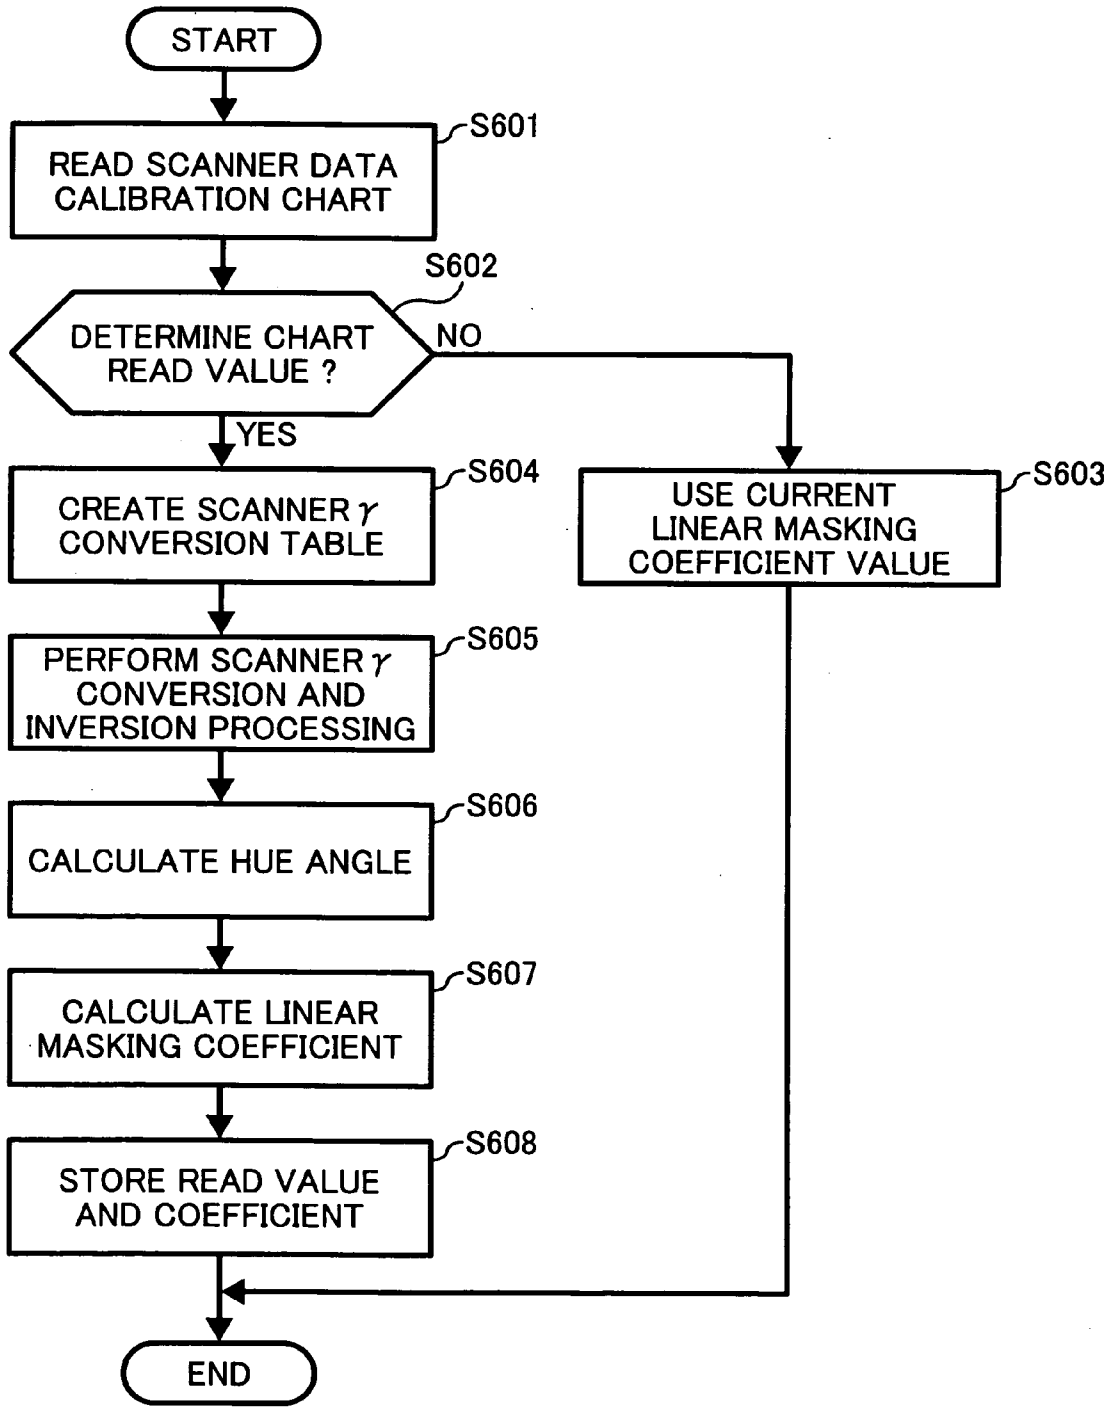 START
S601
READ SCANNER DATA
CALIBRATION CHART
S602
DETERMINE CHART
READ VALUE ?
NO
YES
S604
CREATE SCANNER γ
CONVERSION TABLE
S603
USE CURRENT
LINEAR MASKING
COEFFICIENT VALUE
S605
PERFORM SCANNER γ
CONVERSION AND
INVERSION PROCESSING
S606
CALCULATE HUE ANGLE
S607
CALCULATE LINEAR
MASKING COEFFICIENT
S608
STORE READ VALUE
AND COEFFICIENT
END